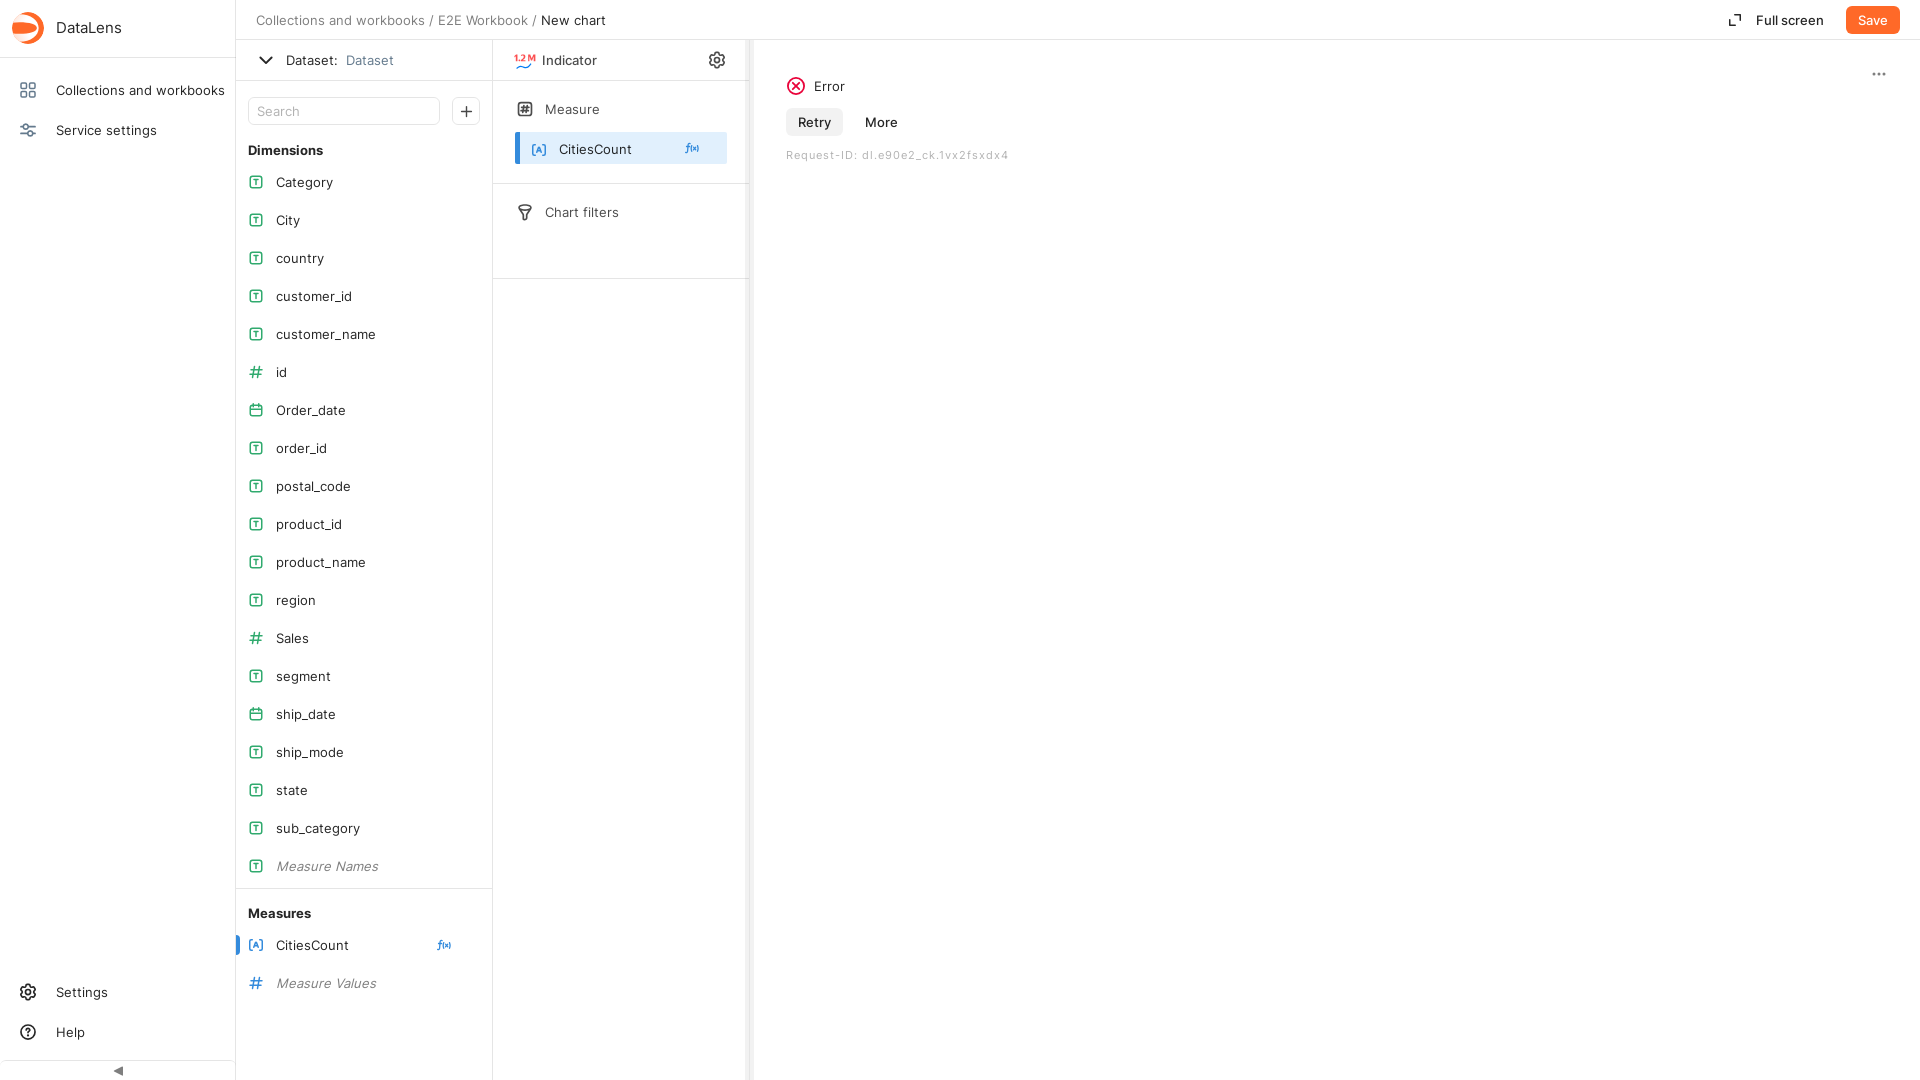 DataLens
Collections and workbooks
Service settings
Settings
Help
Collections and workbooks / E2E Workbook / New chart
Full screen
Save
Dataset: Dataset
Search
Dimensions
Category
City
country
customer_id
customer_name
id
Order_date
order_id
postal_code
product_id
product_name
region
Sales
segment
ship_date
ship_mode
state
sub_category
Measure Names
Measures
CitiesCount
Measure Values
1.2M Indicator
Measure
CitiesCount
Chart filters
Error
Retry More
Request-ID: dl.e90e2_ck.1vx2fsxdx4